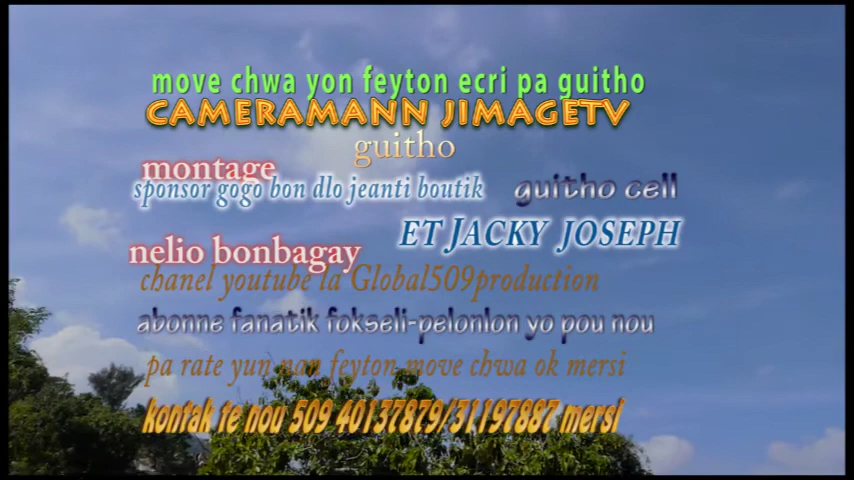 move chwa yon feyton ecri pa guitho
CAMERAMANN JIMAGETV
guitho
montage
sponsor gogo bon dlo jeanti boutik guitho cell
ET JACKY JOSEPH
nelio bonbagay
chanel youtube la Global509production
abonne fanatik fokseli-pelonlon yo pou nou
pa rate yun nan feyton move chwa ok mersi
kontak te nou 509 40137879/31197887 mersi